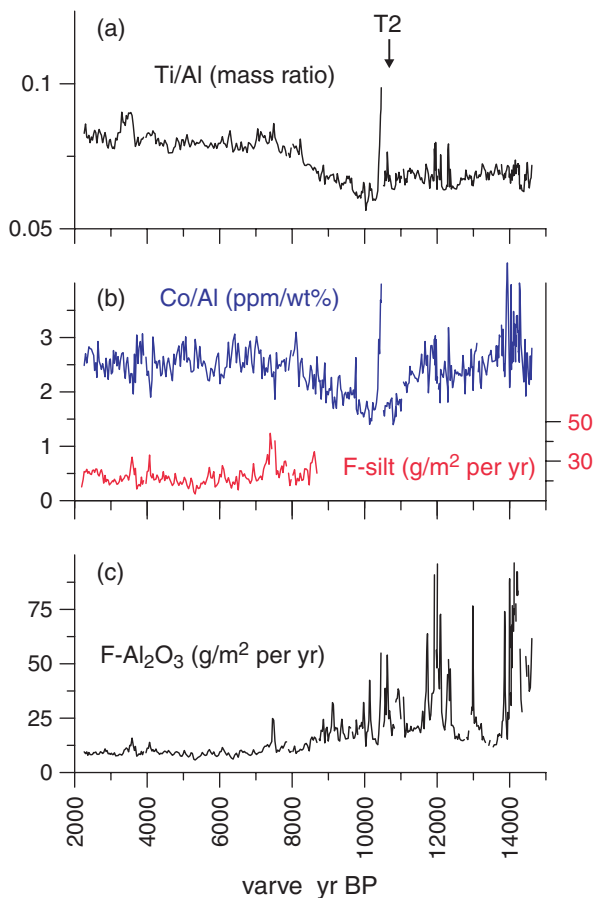 (a)
T2
Ti/Al (mass ratio)
0.1
0.05
(b)
Co/Al (ppm/wt%)
3
2
1
0
50
30
F-silt (g/m² per yr)
(c)
F-Al₂O₃ (g/m² per yr)
75
50
25
0
2000
4000
6000
8000
10000
12000
14000
varve yr BP